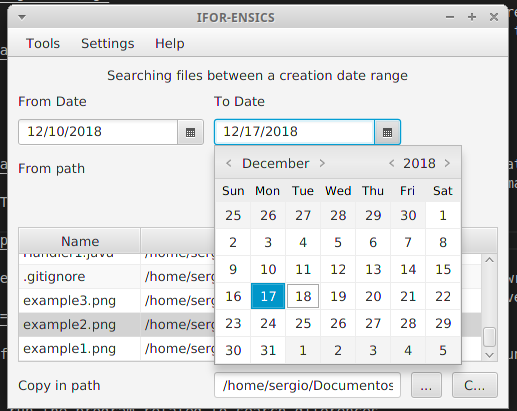 IFOR-ENSICS
Tools Settings Help
Searching files between a creation date range
From Date To Date
12/10/2018 12/17/2018
From path
December 2018
Sun Mon Tue Wed Thu Fri Sat
25 26 27 28 29 30 1
2 3 4 5 6 7 8
9 10 11 12 13 14 15
16 17 18 19 20 21 22
23 24 25 26 27 28 29
30 31 1 2 3 4 5
Name
Handler1.java /home/serg
.gitignore /home/serg
example3.png /home/serg
example2.png /home/serg
example1.png /home/serg
Copy in path /home/sergio/Documentos ... C...